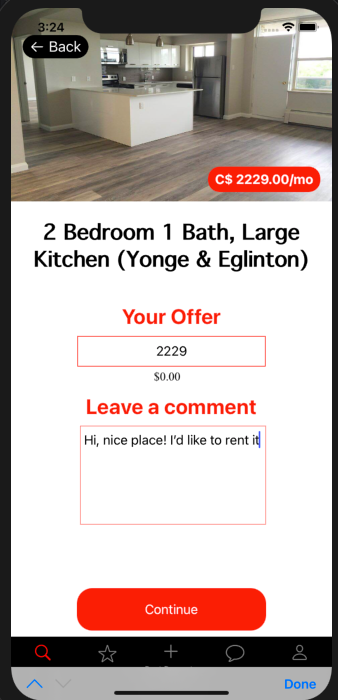 3:24
← Back
C$ 2229.00/mo
2 Bedroom 1 Bath, Large
Kitchen (Yonge & Eglinton)
Your Offer
2229
$0.00
Leave a comment
Hi, nice place! I'd like to rent it
Continue
Done